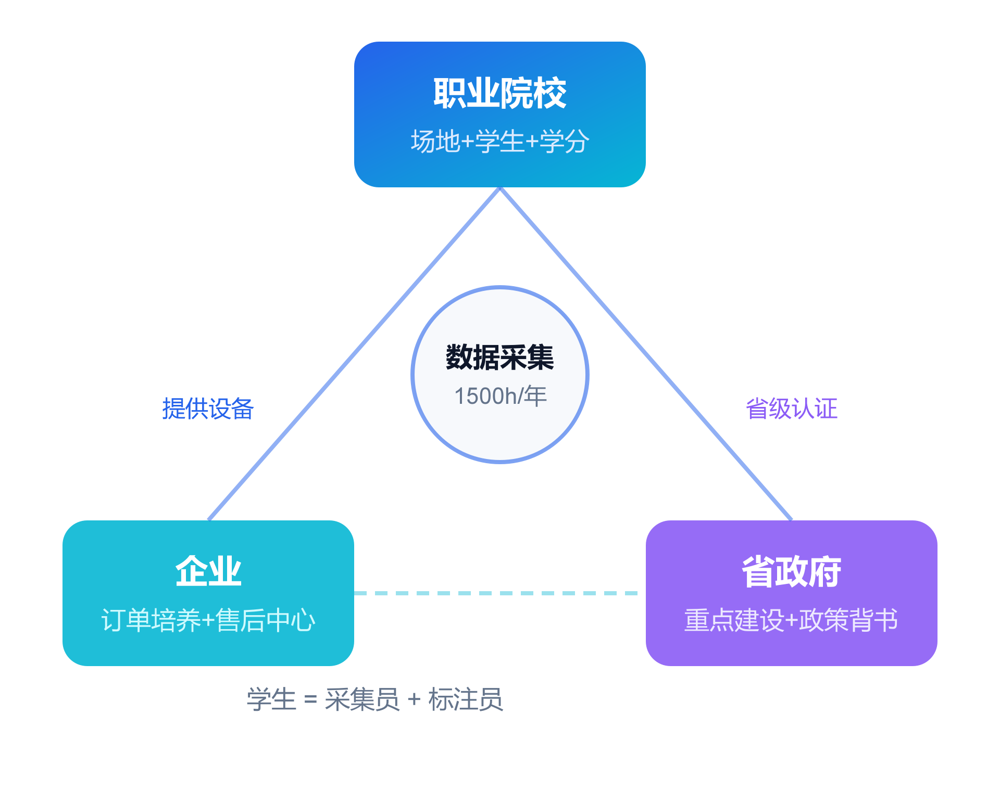 职业院校
场地+学生+学分
数据采集
1500h/年
提供设备
省级认证
企业
订单培养+售后中心
省政府
重点建设+政策背书
学生 = 采集员 + 标注员